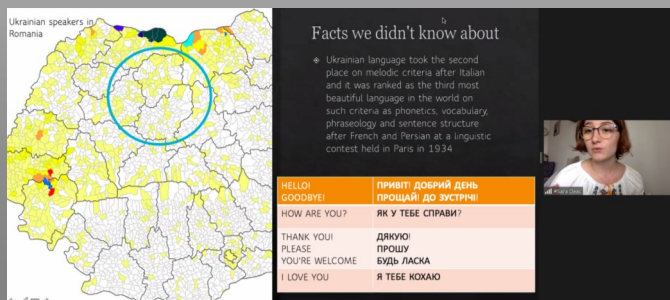 Ukrainian speakers in
Romania
Facts we didn't know about
Ukrainian language took the second
place on melodic criteria after Italian
and it was ranked as the third most
beautiful language in the world on
such criteria as phonetics, vocabulary,
phraseology and sentence structure
after French and Persian at a linguistic
contest held in Paris in 1934
HELLO! ПРИВІТ! ДОБРИЙ ДЕНЬ
GOODBYE! ПРОЩАЙ! ДО ЗУСТРІЧІ!
HOW ARE YOU? ЯК У ТЕБЕ СПРАВИ?
THANK YOU! ДЯКУЮ!
PLEASE ПРОШУ
YOU'RE WELCOME БУДЬ ЛАСКА
I LOVE YOU Я ТЕБЕ КОХАЮ